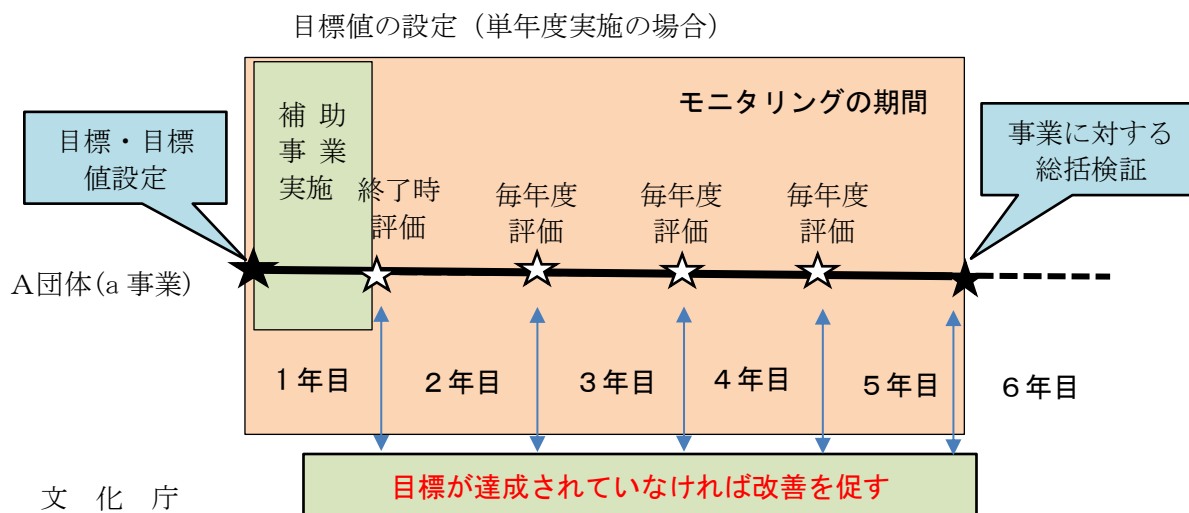 目標値の設定（単年度実施の場合）
モニタリングの期間
目標・目標
値設定
補 助
事 業
実施
終了時
評価
毎年度
評価
毎年度
評価
毎年度
評価
事業に対する
総括検証
A団体(a 事業)
１年目
２年目
３年目
４年目
５年目
６年目
文 化 庁
目標が達成されていなければ改善を促す